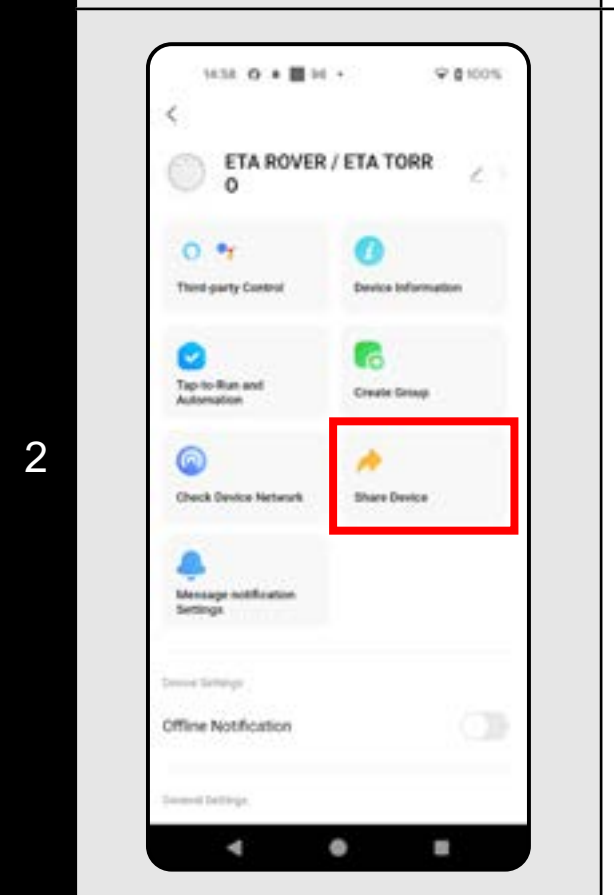 2
14:58
100%
ETA ROVER / ETA TORR
O
Third-party Control
Device Information
Tap-to-Run and
Automation
Create Group
Check Device Network
Share Device
Message notification
Settings
Device Settings
Offline Notification
General Settings